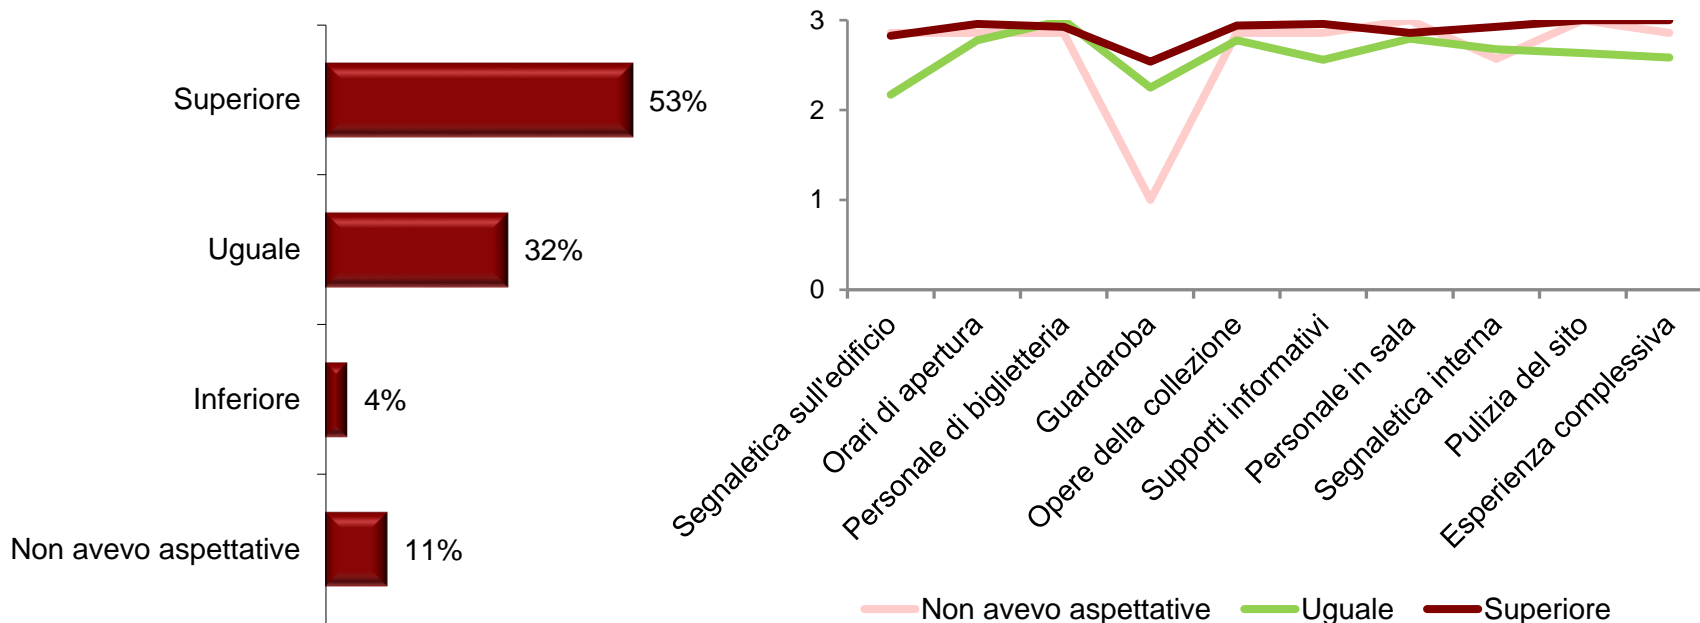 Superiore
53%
Uguale
32%
Inferiore
4%
Non avevo aspettative
11%
3
2
1
0
Segnaletica sull'edificio
Orari di apertura
Personale di biglietteria
Guardaroba
Opere della collezione
Supporti informativi
Personale in sala
Segnaletica interna
Pulizia del sito
Esperienza complessiva
Non avevo aspettative
Uguale
Superiore